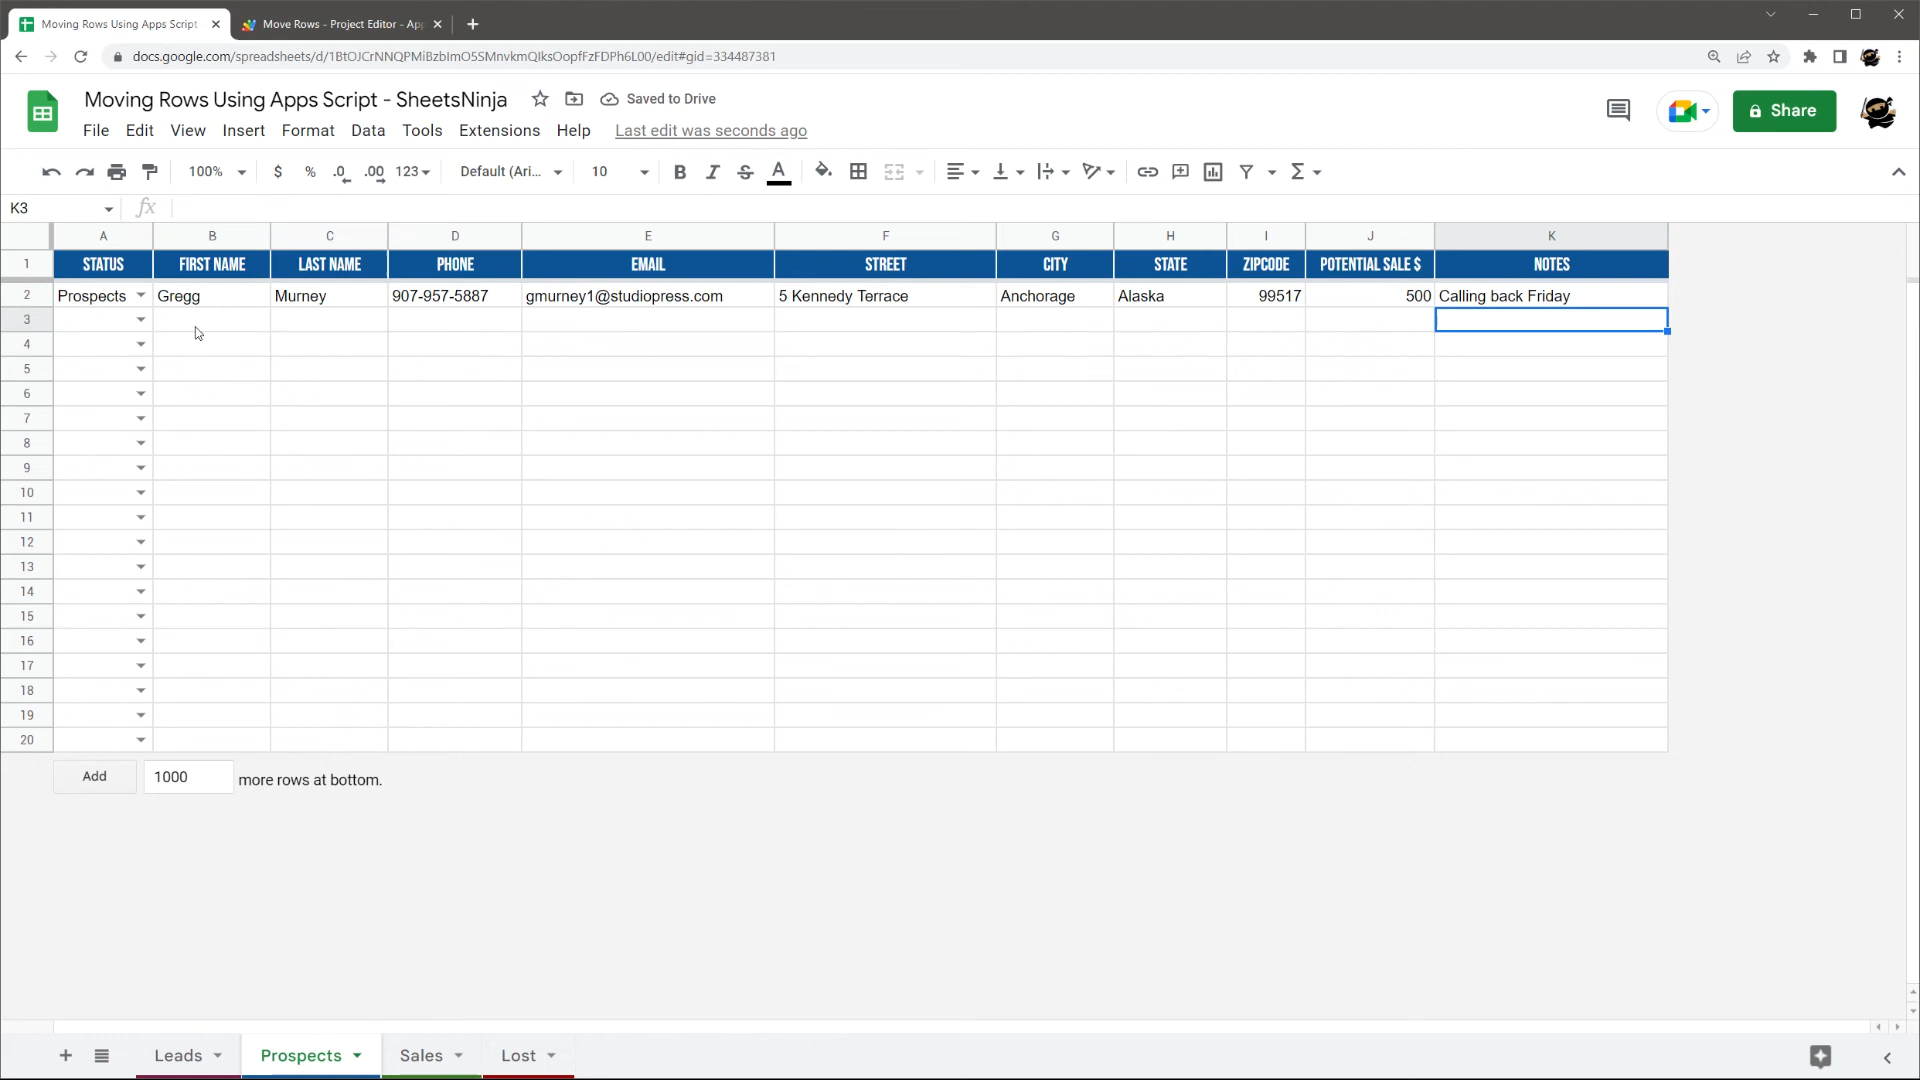 Moving Rows Using Apps Script
Move Rows - Project Editor - Ap
docs.google.com/spreadsheets/d/1BtOJCrNNQPMiBzbImO5SMnvkmQIksOopfFzFDPh6L00/edit#gid=334487381
Moving Rows Using Apps Script - SheetsNinja
Saved to Drive
Share
File Edit View Insert Format Data Tools Extensions Help Last edit was seconds ago
100% $ % .0 .00 123 Default (Ari... 10 B I S A Σ
K3 fx
A B C D E F G H I J K
1 STATUS FIRST NAME LAST NAME PHONE EMAIL STREET CITY STATE ZIPCODE POTENTIAL SALE $ NOTES
2 Prospects Gregg Murney 907-957-5887 gmurney1@studiopress.com 5 Kennedy Terrace Anchorage Alaska 99517 500 Calling back Friday
3
4
5
6
7
8
9
10
11
12
13
14
15
16
17
18
19
20
Add 1000 more rows at bottom.
Leads Prospects Sales Lost